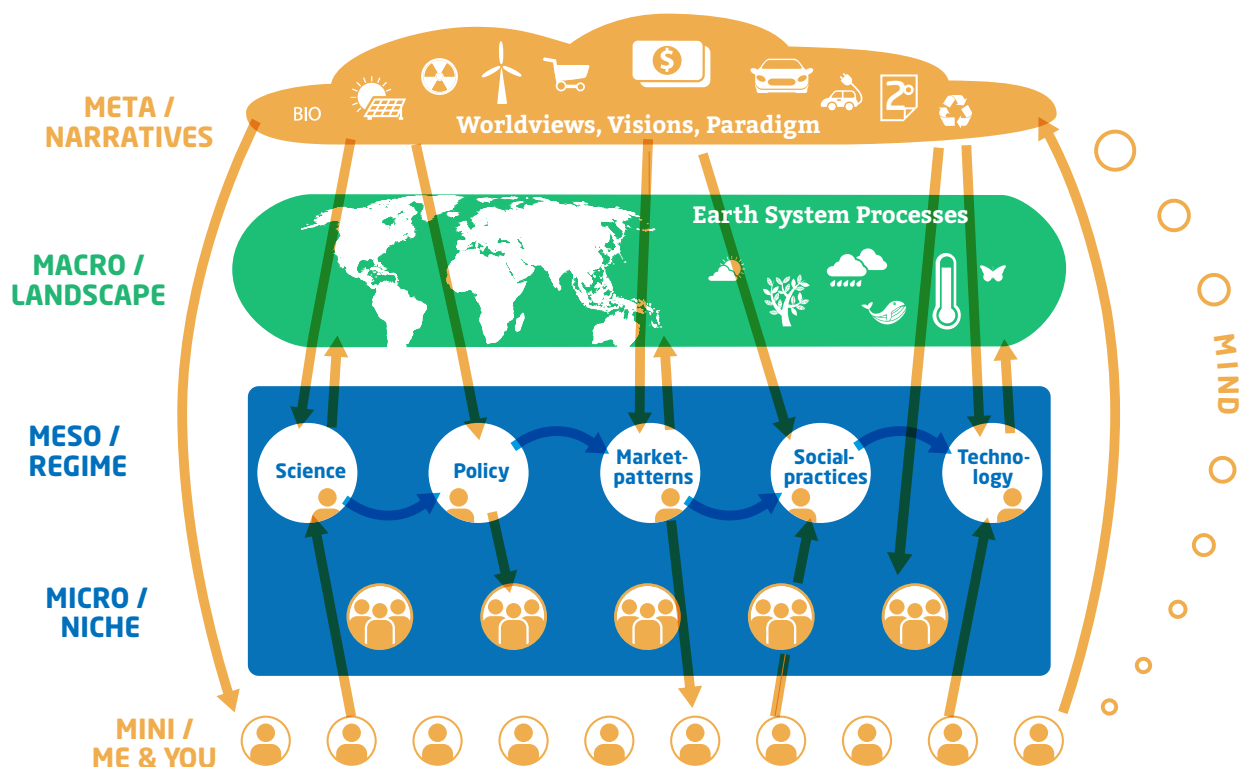 META /
NARRATIVES
BIO
$
2°
Worldviews, Visions, Paradigm
MACRO /
LANDSCAPE
Earth System Processes
MIND
MESO /
REGIME
Science
Policy
Market-
patterns
Social-
practices
Techno-
logy
MICRO /
NICHE
MINI /
ME & YOU